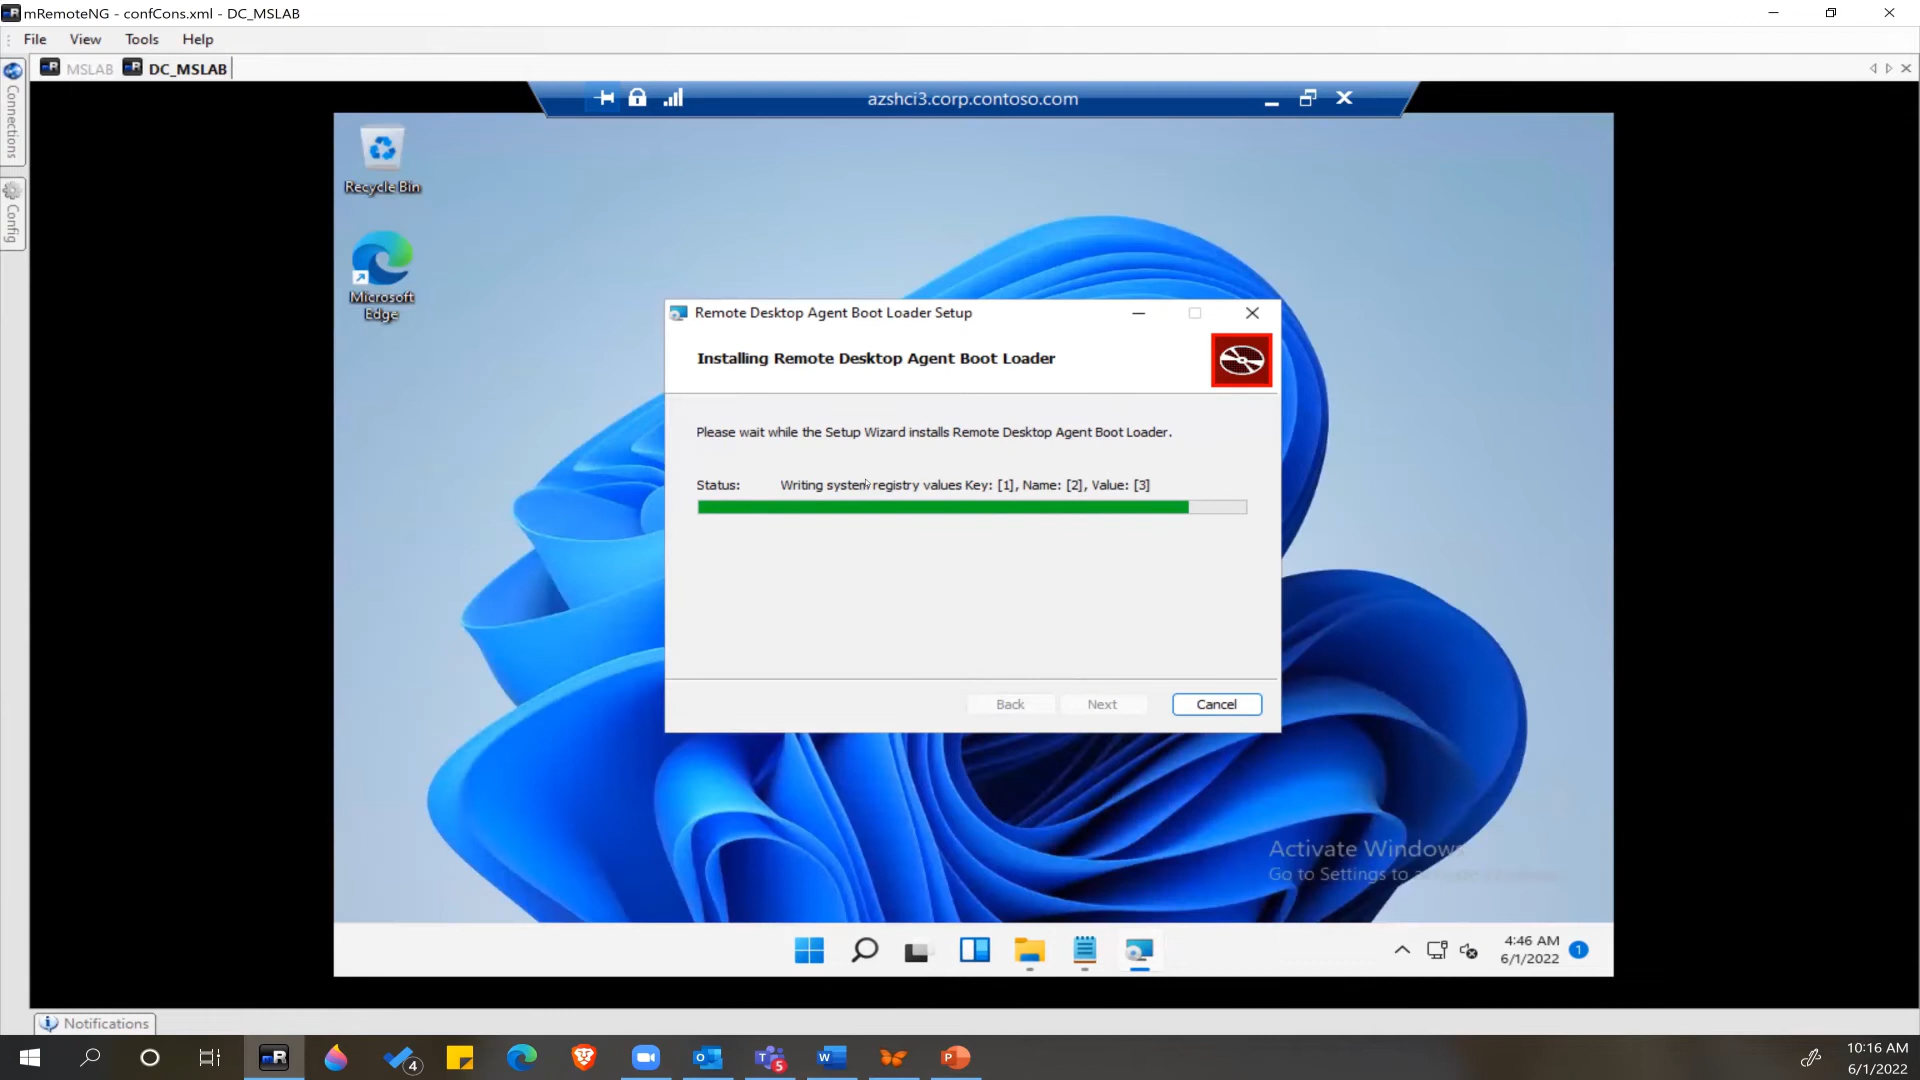 mRemoteNG - confCons.xml - DC_MSLAB
File View Tools Help
MSLAB DC_MSLAB
Connections
Config
azshci3.corp.contoso.com
Recycle Bin
Microsoft
Edge
Remote Desktop Agent Boot Loader Setup
Installing Remote Desktop Agent Boot Loader
Please wait while the Setup Wizard installs Remote Desktop Agent Boot Loader.
Status: Writing system registry values Key: [1], Name: [2], Value: [3]
Back Next Cancel
Activate Windows
Go to Settings to
4:46 AM
6/1/2022
1
Notifications
mR
4
5
10:16 AM
6/1/2022